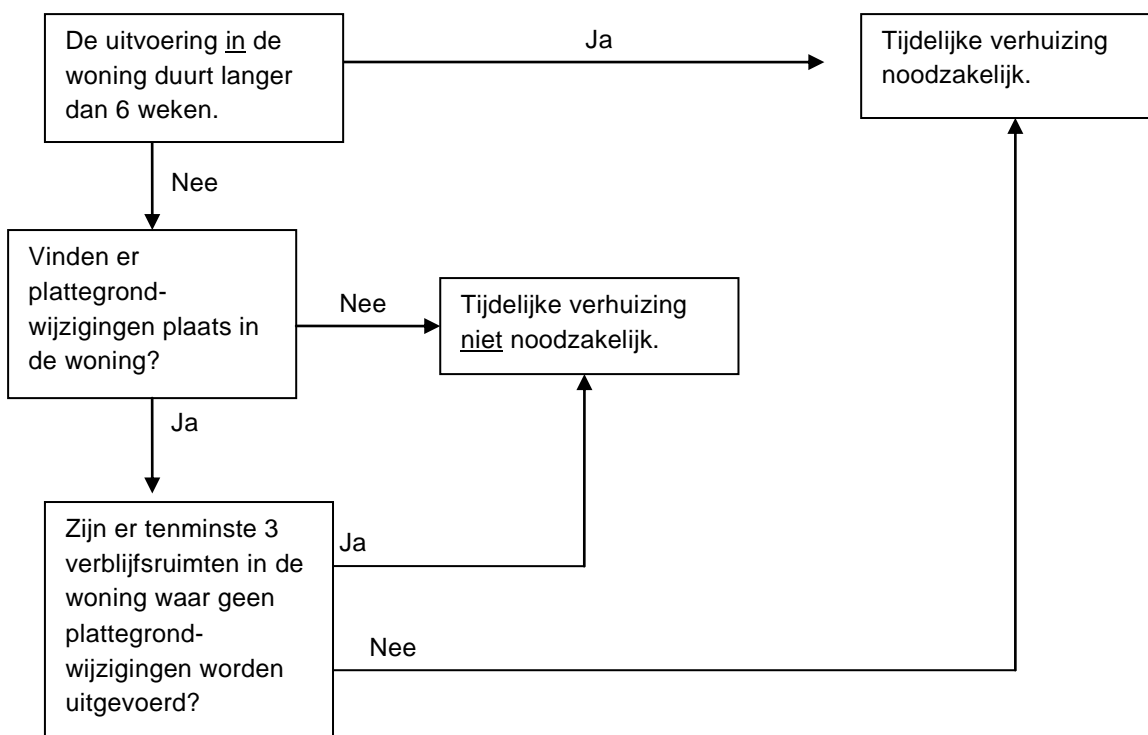 De uitvoering in de
woning duurt langer
dan 6 weken.
Ja
Tijdelijke verhuizing
noodzakelijk.
Nee
Vinden er
plattegrond-
wijzigingen plaats in
de woning?
Nee
Tijdelijke verhuizing
niet noodzakelijk.
Ja
Zijn er tenminste 3
verblijfsruimten in de
woning waar geen
plattegrond-
wijzigingen worden
uitgevoerd?
Ja
Nee